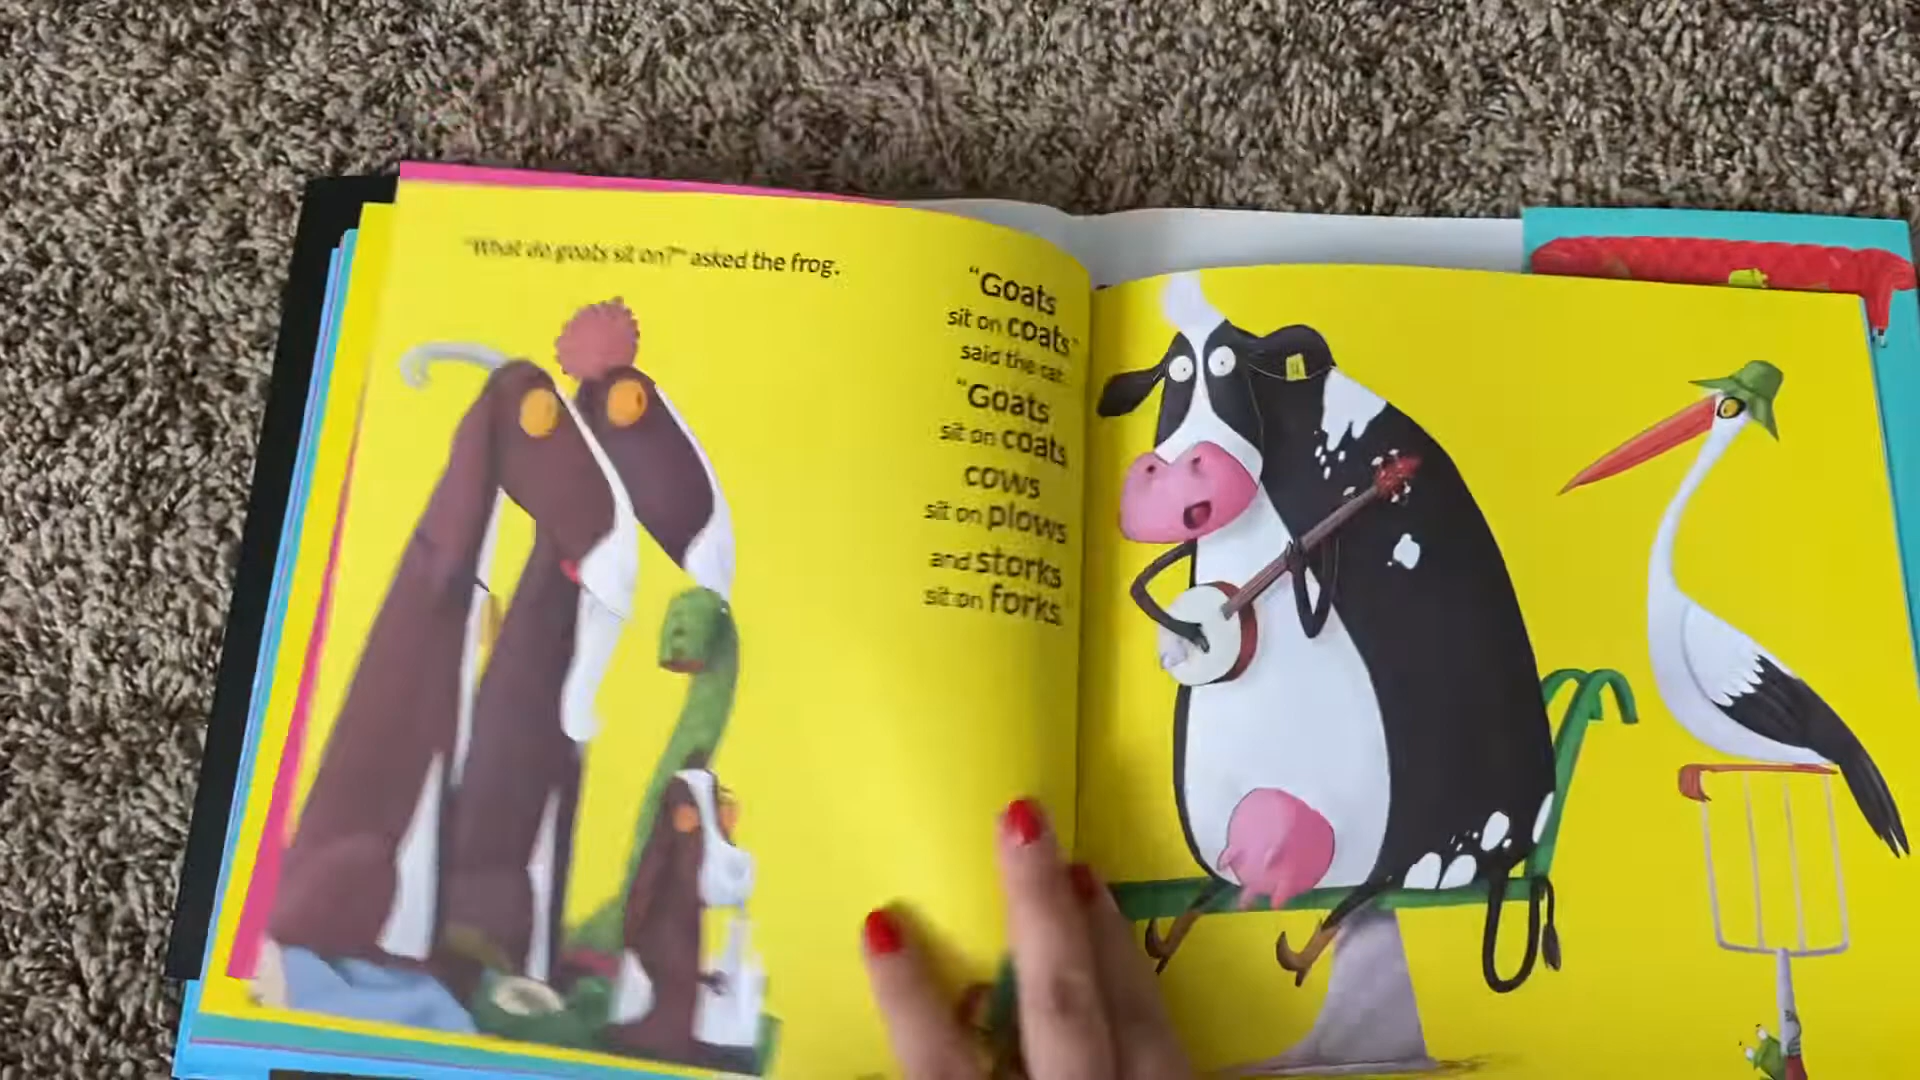 "What do goats sit on?" asked the frog.
"Goats
sit on coats"
said the cat.
"Goats
sit on coats
cows
sit on plows
and storks
sit on forks."